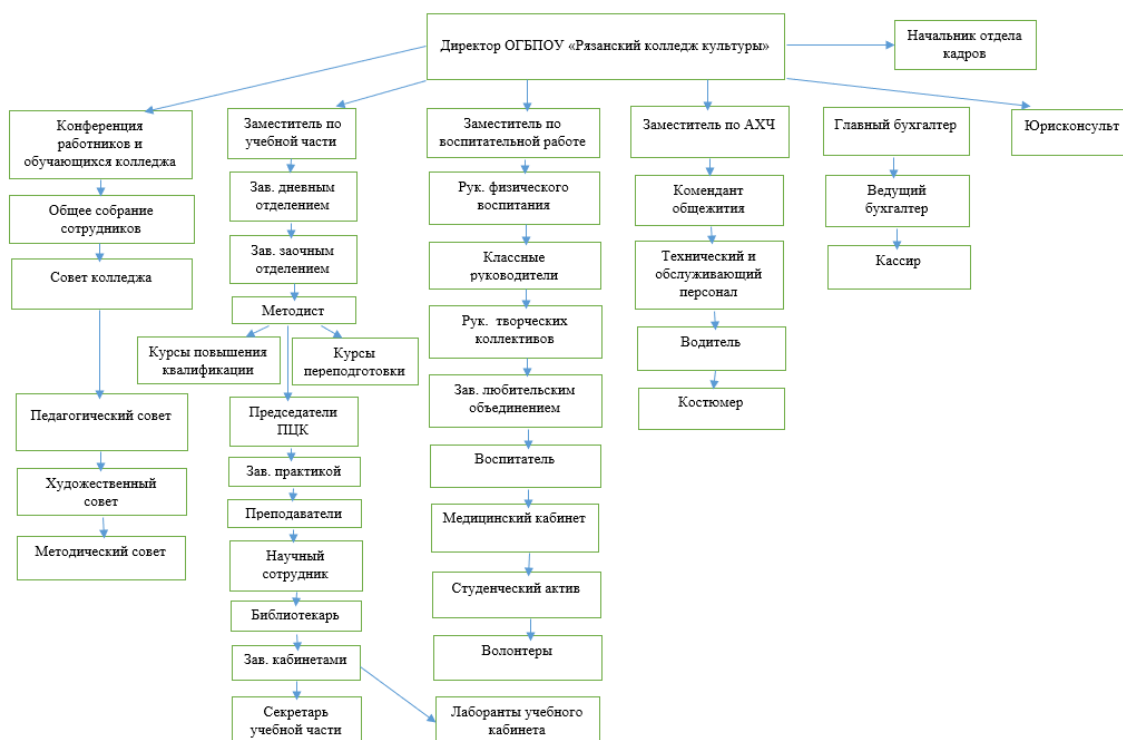 Директор ОГБПОУ «Рязанский колледж культуры»
Начальник отдела
кадров
Конференция
работников и
обучающихся колледжа
Общее собрание
сотрудников
Совет колледжа
Педагогический совет
Художественный
совет
Методический совет
Заместитель по
учебной части
Зав. дневным
отделением
Зав. заочным
отделением
Методист
Курсы повышения
квалификации
Курсы
переподготовки
Председатели
ПЦК
Зав. практикой
Преподаватели
Научный
сотрудник
Библиотекарь
Зав. кабинетами
Секретарь
учебной части
Лаборанты учебного
кабинета
Заместитель по
воспитательной работе
Рук. физического
воспитания
Классные
руководители
Рук. творческих
коллективов
Зав. любительским
объединением
Воспитатель
Медицинский кабинет
Студенческий актив
Волонтеры
Заместитель по АХЧ
Комендант
общежития
Технический и
обслуживающий
персонал
Водитель
Костюмер
Главный бухгалтер
Ведущий
бухгалтер
Кассир
Юрисконсульт